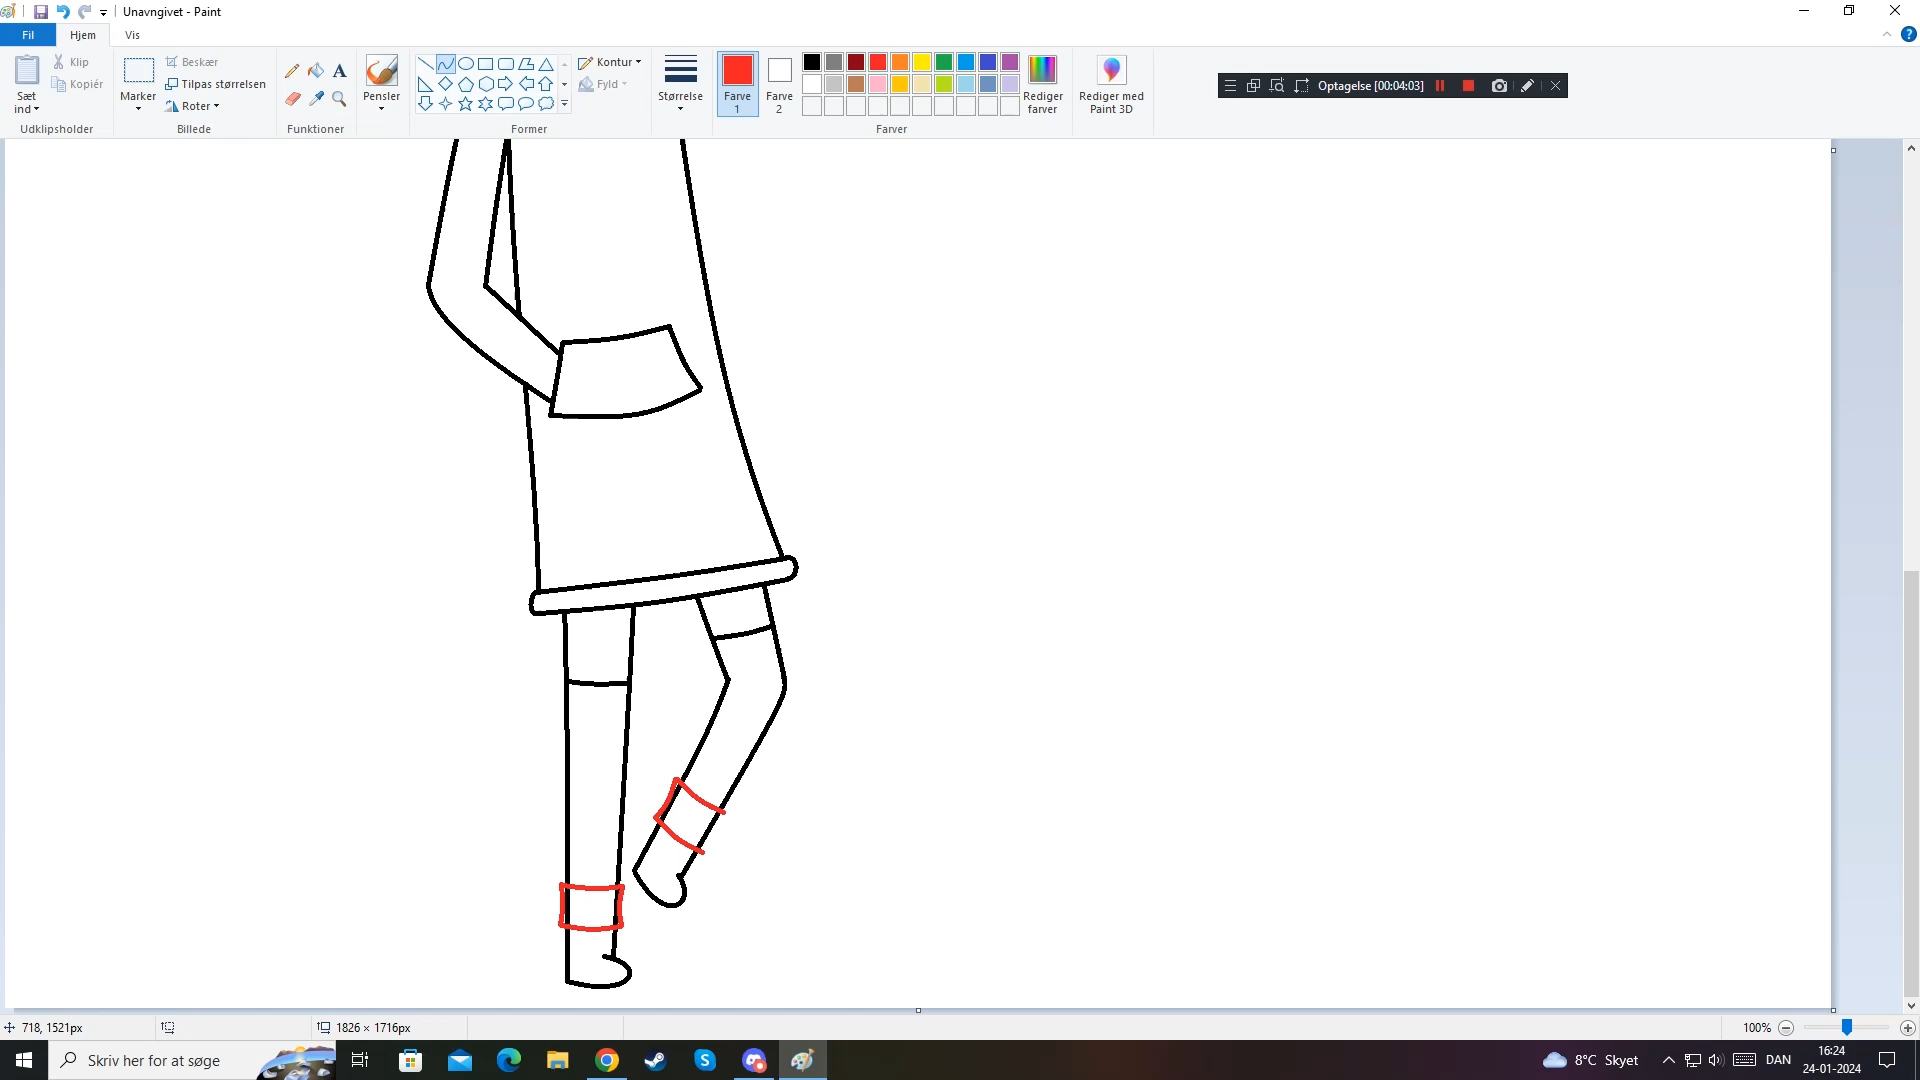 Unavngivet - Paint
Fil Hjem Vis
Sæt ind
Klip
Kopiér
Udklipsholder
Marker
Beskær
Tilpas størrelsen
Roter
Billede
A
Funktioner
Pensler
Former
Kontur
Fyld
Størrelse
Farve 1
Farve 2
Farver
Rediger farver
Rediger med Paint 3D
Optagelse [00:04:03]
718, 1521px
1826 × 1716px
100%
Skriv her for at søge
8°C Skyet
DAN
16:24
24-01-2024